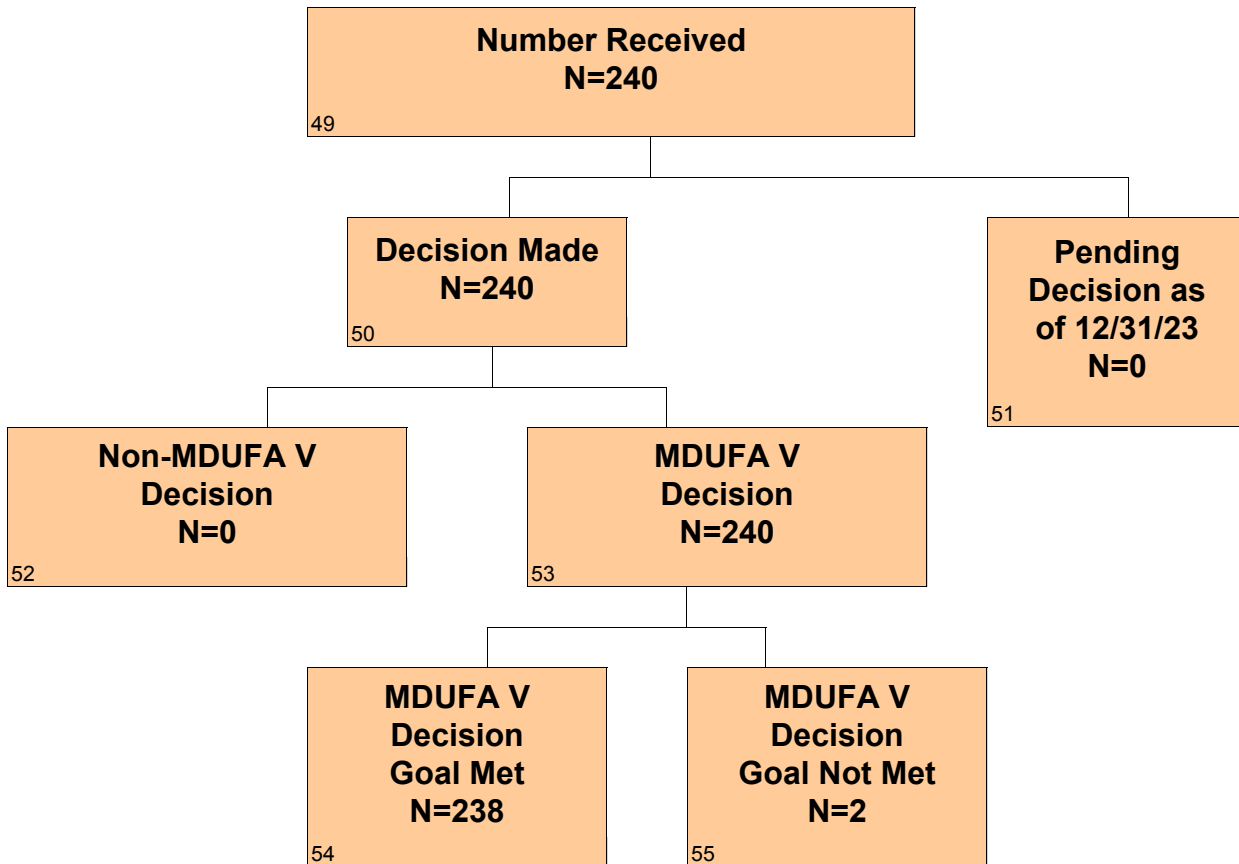 Number Received
N=240
49
Decision Made
N=240
50
Pending
Decision as
of 12/31/23
N=0
51
Non-MDUFA V
Decision
N=0
52
MDUFA V
Decision
N=240
53
MDUFA V
Decision
Goal Met
N=238
54
MDUFA V
Decision
Goal Not Met
N=2
55